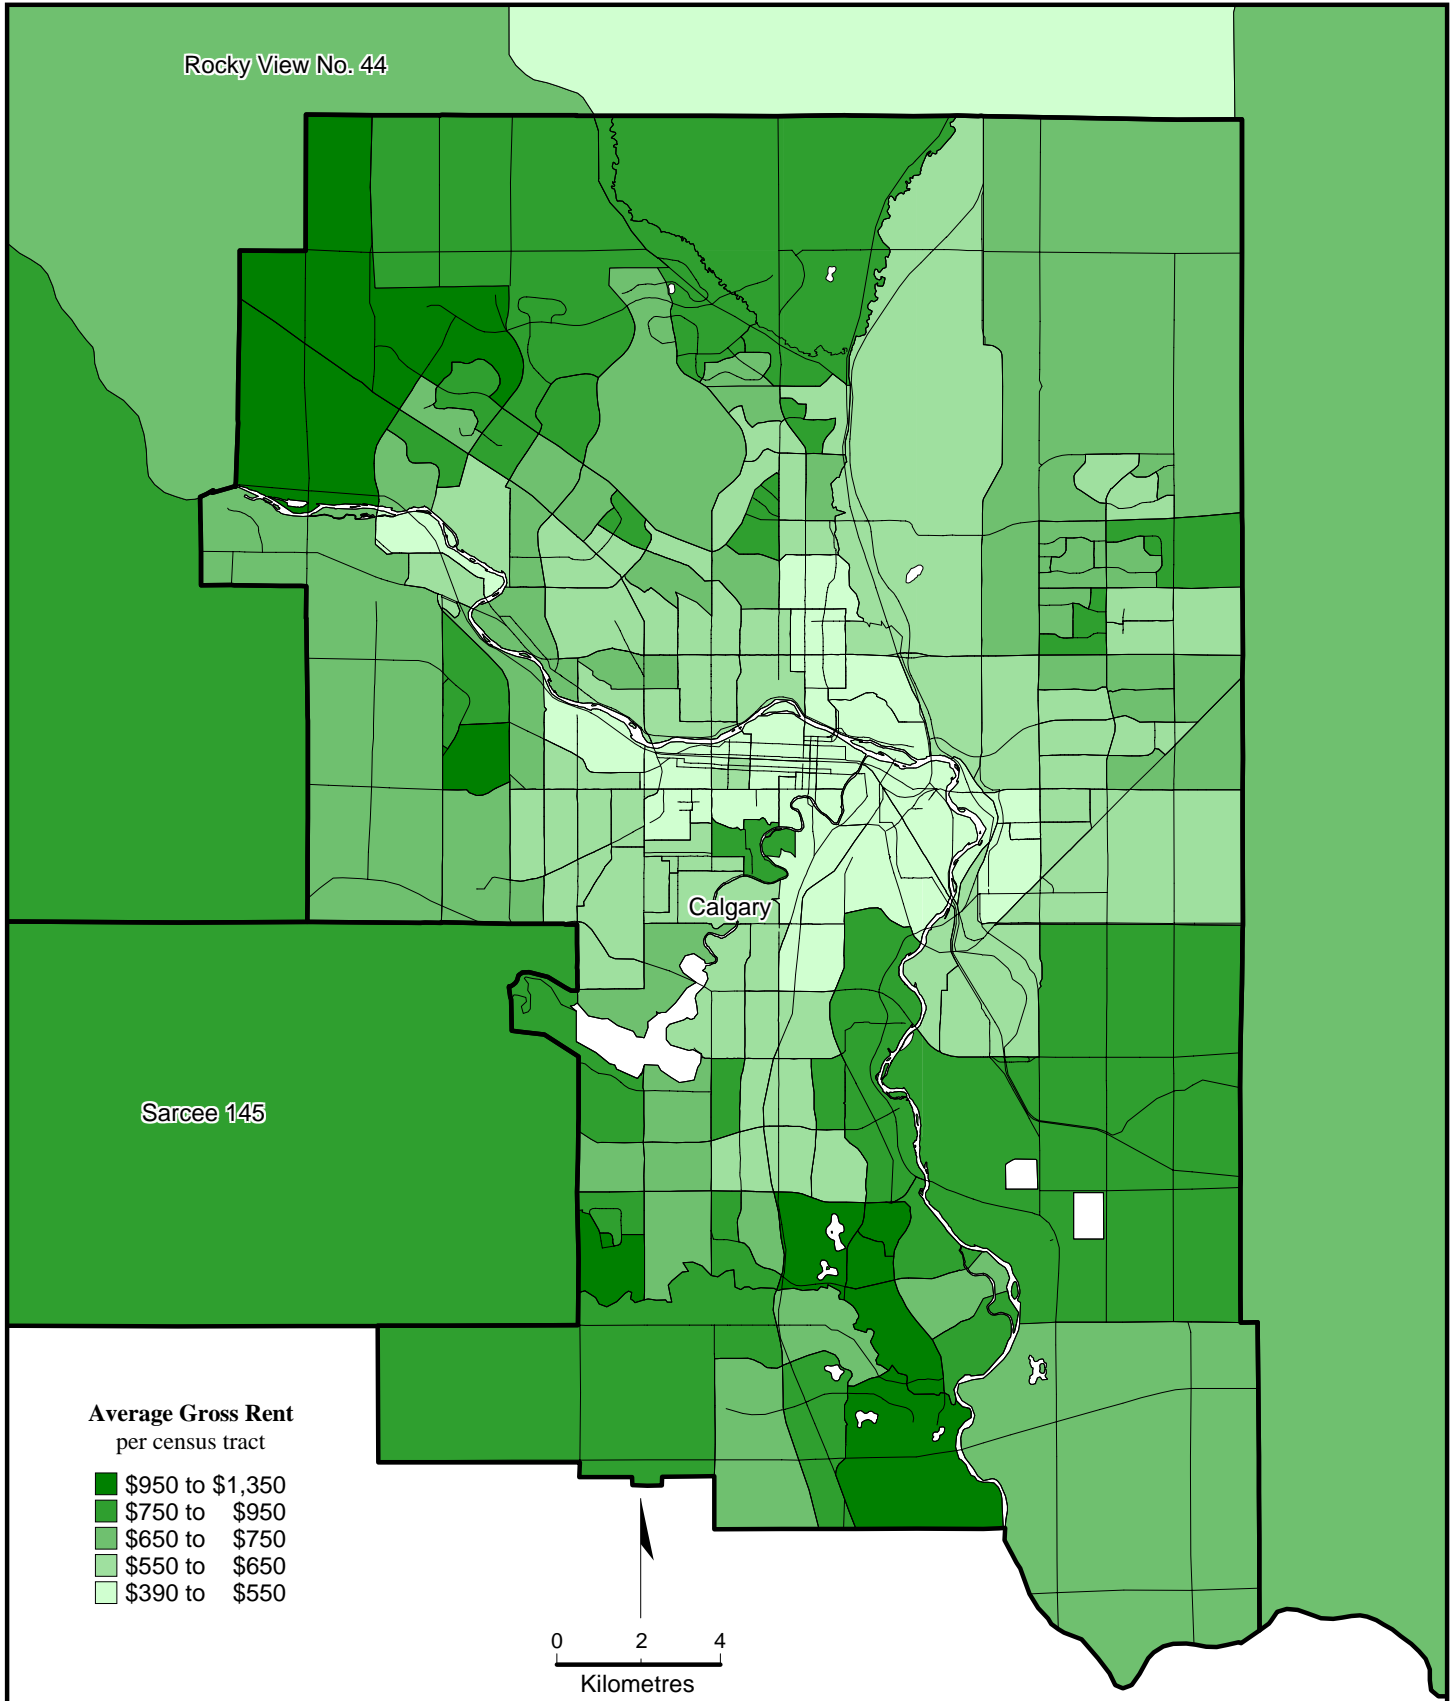 Rocky View No. 44
Calgary
Sarcee 145
Average Gross Rent
per census tract
$950 to $1,350
$750 to $950
$650 to $750
$550 to $650
$390 to $550
0 2 4
Kilometres